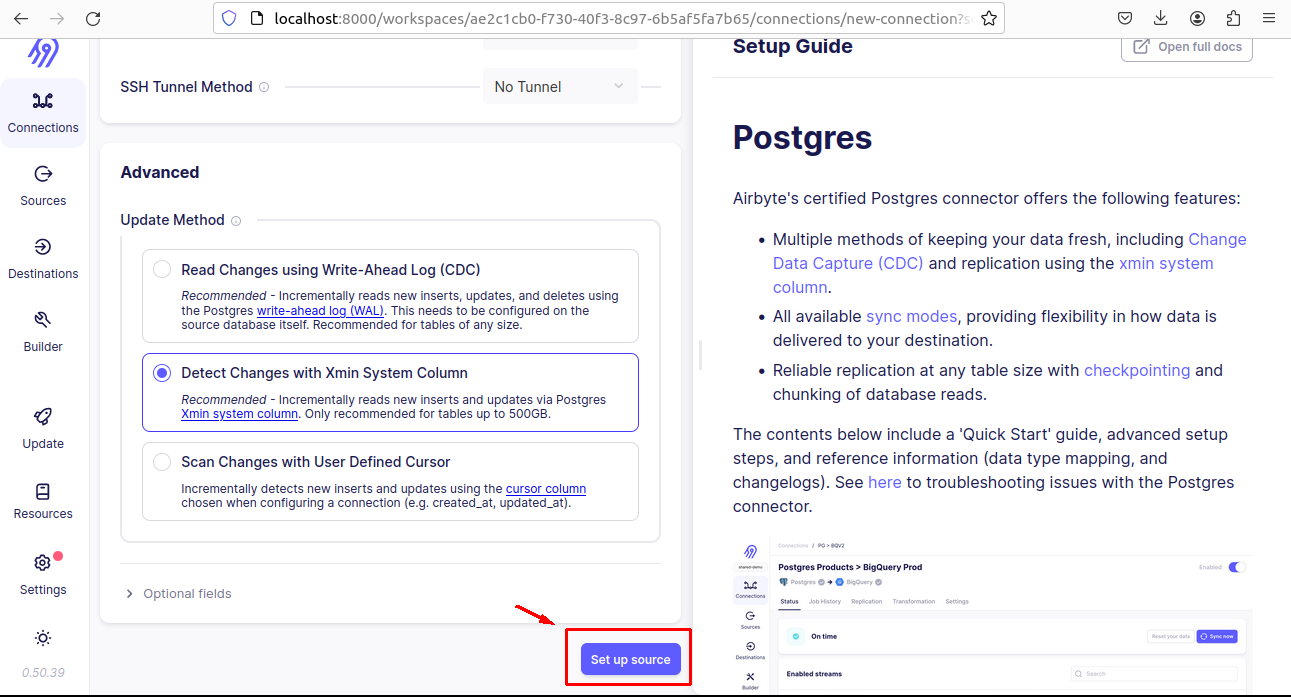 localhost:8000/workspaces/ae2c1cb0-f730-40f3-8c97-6b5af5fa7b65/connections/new-connection?s
Connections
Sources
Destinations
Builder
Update
Resources
Settings
0.50.39
SSH Tunnel Method
No Tunnel
Advanced
Update Method
Read Changes using Write-Ahead Log (CDC)
Recommended - Incrementally reads new inserts, updates, and deletes using
the Postgres write-ahead log (WAL). This needs to be configured on the
source database itself. Recommended for tables of any size.
Detect Changes with Xmin System Column
Recommended - Incrementally reads new inserts and updates via Postgres
Xmin system column. Only recommended for tables up to 500GB.
Scan Changes with User Defined Cursor
Incrementally detects new inserts and updates using the cursor column
chosen when configuring a connection (e.g. created_at, updated_at).
Optional fields
Set up source
Setup Guide
Open full docs
Postgres
Airbyte's certified Postgres connector offers the following features:
• Multiple methods of keeping your data fresh, including Change
Data Capture (CDC) and replication using the xmin system
column.
• All available sync modes, providing flexibility in how data is
delivered to your destination.
• Reliable replication at any table size with checkpointing and
chunking of database reads.
The contents below include a 'Quick Start' guide, advanced setup
steps, and reference information (data type mapping, and
changelogs). See here to troubleshooting issues with the Postgres
connector.
Connections / PG > BQV2
shared-demo
Postgres Products > BigQuery Prod
Enabled
Postgres
BigQuery
Connections
Status Job History Replication Transformation Settings
Sources
On time
Reset your data
Sync now
Destinations
Enabled streams
Search
Builder